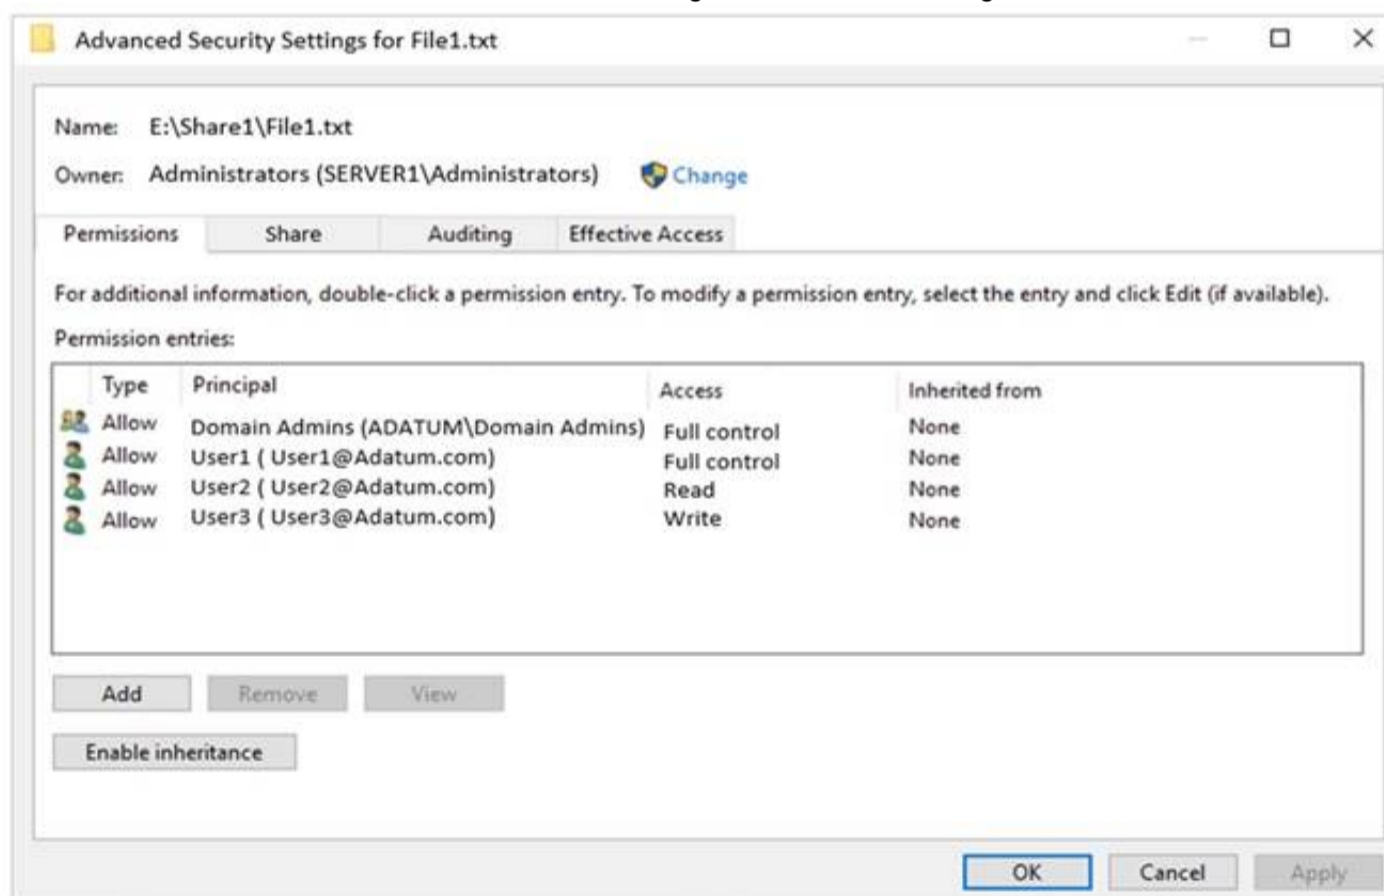 Advanced Security Settings for File1.txt
Name: E:\Share1\File1.txt
Owner: Administrators (SERVER1\Administrators) Change
Permissions Share Auditing Effective Access
For additional information, double-click a permission entry. To modify a permission entry, select the entry and click Edit (if available).
Permission entries:
Type Principal Access Inherited from
Allow Domain Admins (ADATUM\Domain Admins) Full control None
Allow User1 ( User1@Adatum.com) Full control None
Allow User2 ( User2@Adatum.com) Read None
Allow User3 ( User3@Adatum.com) Write None
Add Remove View
Enable inheritance
OK Cancel Apply